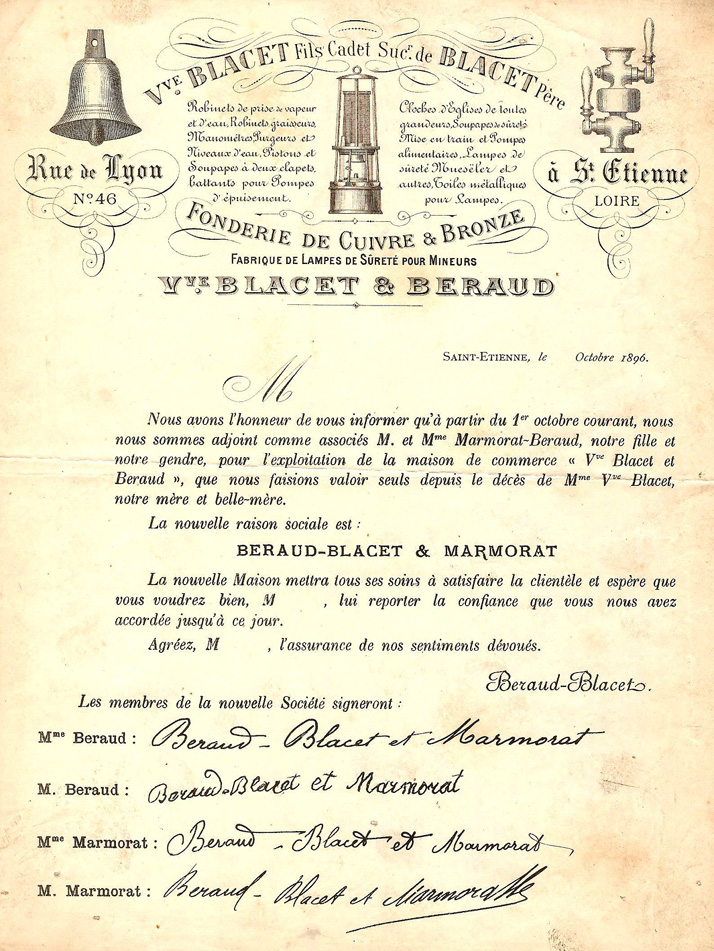 Vve BLACET Fils Cadet Sucr. de BLACET Père
Rue de Lyon
No. 46
Robinets de prise de vapeur
et d'eau, Robinets graisseurs,
Manomètres, Purgeurs et
Niveaux d'eau, Pistons et
Soupapes à deux clapets,
battants pour Pompes
d'épuisement.
Cloches d'Eglises de toutes
grandeurs, Soupapes de sûreté
Mise en train et Pompes
alimentaires, Lampes de
sûreté Mueseler et
autres, Toiles métalliques
pour Lampes.
à St. Etienne
LOIRE
FONDERIE DE CUIVRE & BRONZE
FABRIQUE DE LAMPES DE SÛRETÉ POUR MINEURS
VVE. BLACET & BERAUD
SAINT-ETIENNE, le Octobre 1896.
M
Nous avons l'honneur de vous informer qu'à partir du 1er octobre courant, nous
nous sommes adjoint comme associés M. et Mme Marmorat-Beraud, notre fille et
notre gendre, pour l'exploitation de la maison de commerce « Vve Blacet et
Beraud », que nous faisions valoir seuls depuis le décès de Mme Vve Blacet,
notre mère et belle-mère.
La nouvelle raison sociale est :
BERAUD-BLACET & MARMORAT
La nouvelle Maison mettra tous ses soins à satisfaire la clientèle et espère que
vous voudrez bien, M , lui reporter la confiance que vous nous avez
accordée jusqu'à ce jour.
Agréez, M , l'assurance de nos sentiments dévoués.
Beraud-Blacet.
Les membres de la nouvelle Société signeront :
Mme Beraud : Beraud - Blacet et Marmorat
M. Beraud : Beraud-Blacet et Marmorat
Mme Marmorat : Beraud - Blacet et Marmorat
M. Marmorat : Beraud - Blacet et Marmorat